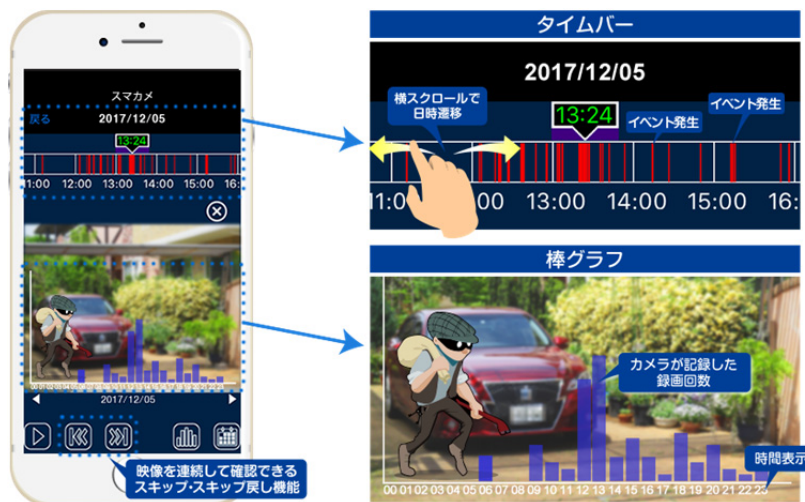 スマカメ
戻る
2017/12/05
13:24
11:00 12:00 13:00 14:00 15:00 16:
2017/12/05
映像を連続して確認できる
スキップ・スキップ戻し機能
タイムバー
2017/12/05
横スクロールで
日時遷移
13:24
イベント発生
イベント発生
11:0 00 13:00 14:00 15:00 16:
棒グラフ
カメラが記録した
録画回数
時間表示
00 01 02 03 04 05 06 07 08 09 10 11 12 13 14 15 16 17 18 19 20 21 22 23